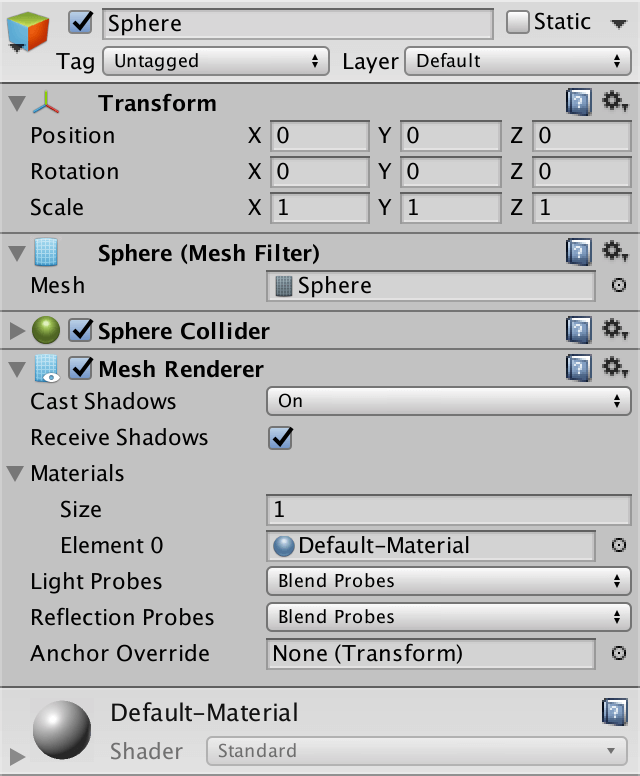 Sphere Static
Tag Untagged Layer Default
Transform
Position X 0 Y 0 Z 0
Rotation X 0 Y 0 Z 0
Scale X 1 Y 1 Z 1
Sphere (Mesh Filter)
Mesh Sphere
Sphere Collider
Mesh Renderer
Cast Shadows On
Receive Shadows
Materials
Size 1
Element 0 Default-Material
Light Probes Blend Probes
Reflection Probes Blend Probes
Anchor Override None (Transform)
Default-Material
Shader Standard